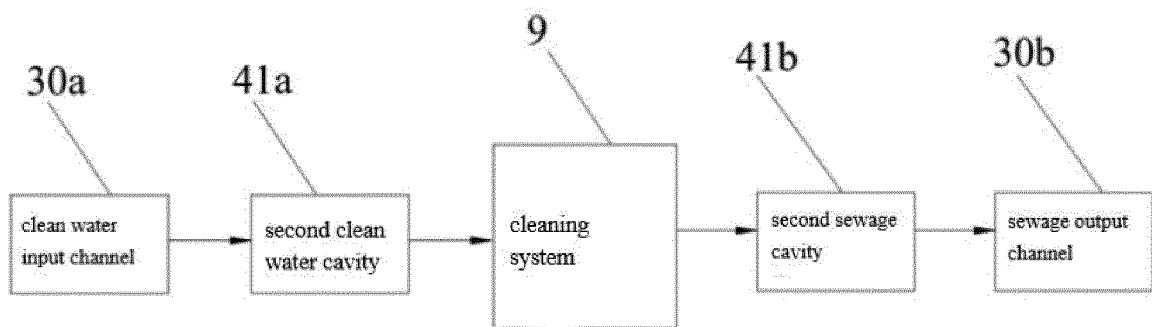 9
30a
41a
41b
30b
clean water
input channel
second clean
water cavity
cleaning
system
second sewage
cavity
sewage output
channel